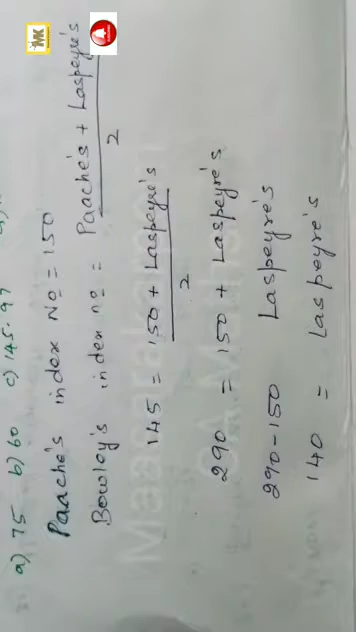 a) 75 b) 60 c) 145.97
Paache's index No = 150
Bowley's index no = Paache's + Laspeyre's
2
145 = 150 + Laspeyre's
2
290 = 150 + Laspeyre's
290-150 Laspeyre's
140 = Laspeyre's
MK